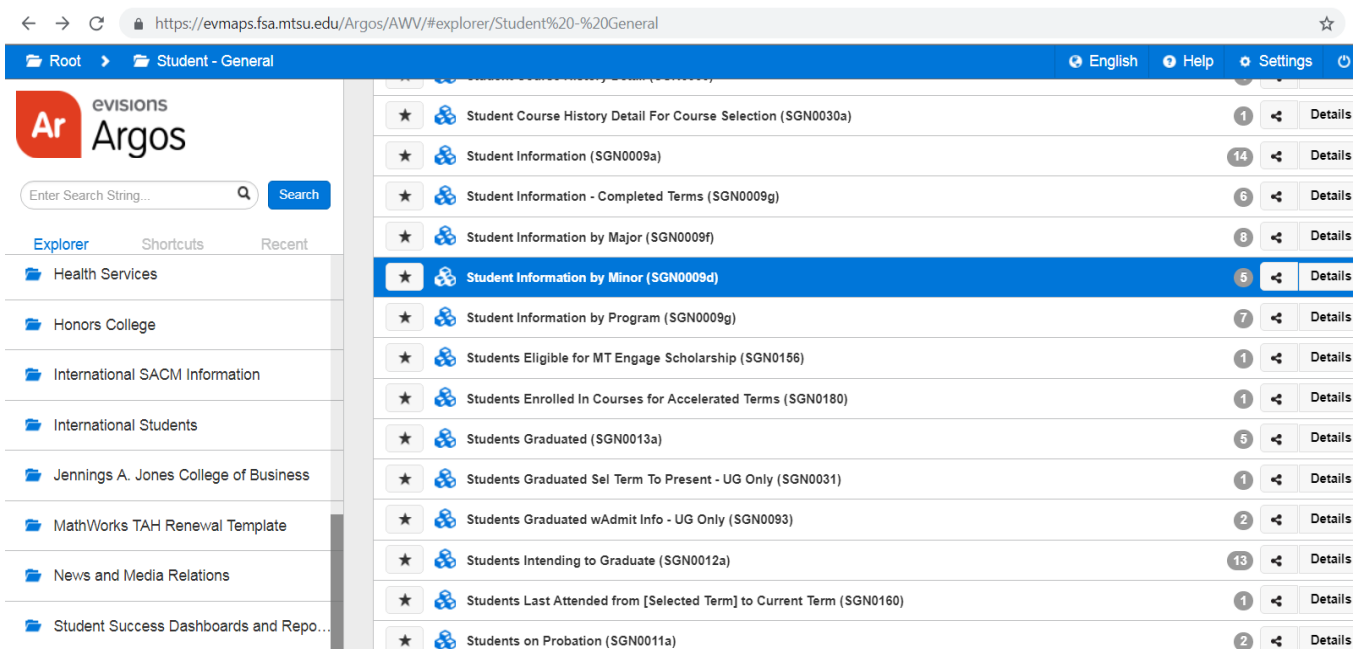 https://evmaps.fsa.mtsu.edu/Argos/AWV/#explorer/Student%20-%20General
Root > Student - General English Help Settings
Ar evisions Argos
Enter Search String... Search
Explorer Shortcuts Recent
Health Services
Honors College
International SACM Information
International Students
Jennings A. Jones College of Business
MathWorks TAH Renewal Template
News and Media Relations
Student Success Dashboards and Repo...
Student Course History Detail For Course Selection (SGN0030a) 1 Details
Student Information (SGN0009a) 14 Details
Student Information - Completed Terms (SGN0009g) 6 Details
Student Information by Major (SGN0009f) 8 Details
Student Information by Minor (SGN0009d) 5 Details
Student Information by Program (SGN0009g) 7 Details
Students Eligible for MT Engage Scholarship (SGN0156) 1 Details
Students Enrolled In Courses for Accelerated Terms (SGN0180) 1 Details
Students Graduated (SGN0013a) 5 Details
Students Graduated Sel Term To Present - UG Only (SGN0031) 1 Details
Students Graduated wAdmit Info - UG Only (SGN0093) 2 Details
Students Intending to Graduate (SGN0012a) 13 Details
Students Last Attended from [Selected Term] to Current Term (SGN0160) 1 Details
Students on Probation (SGN0011a) 2 Details